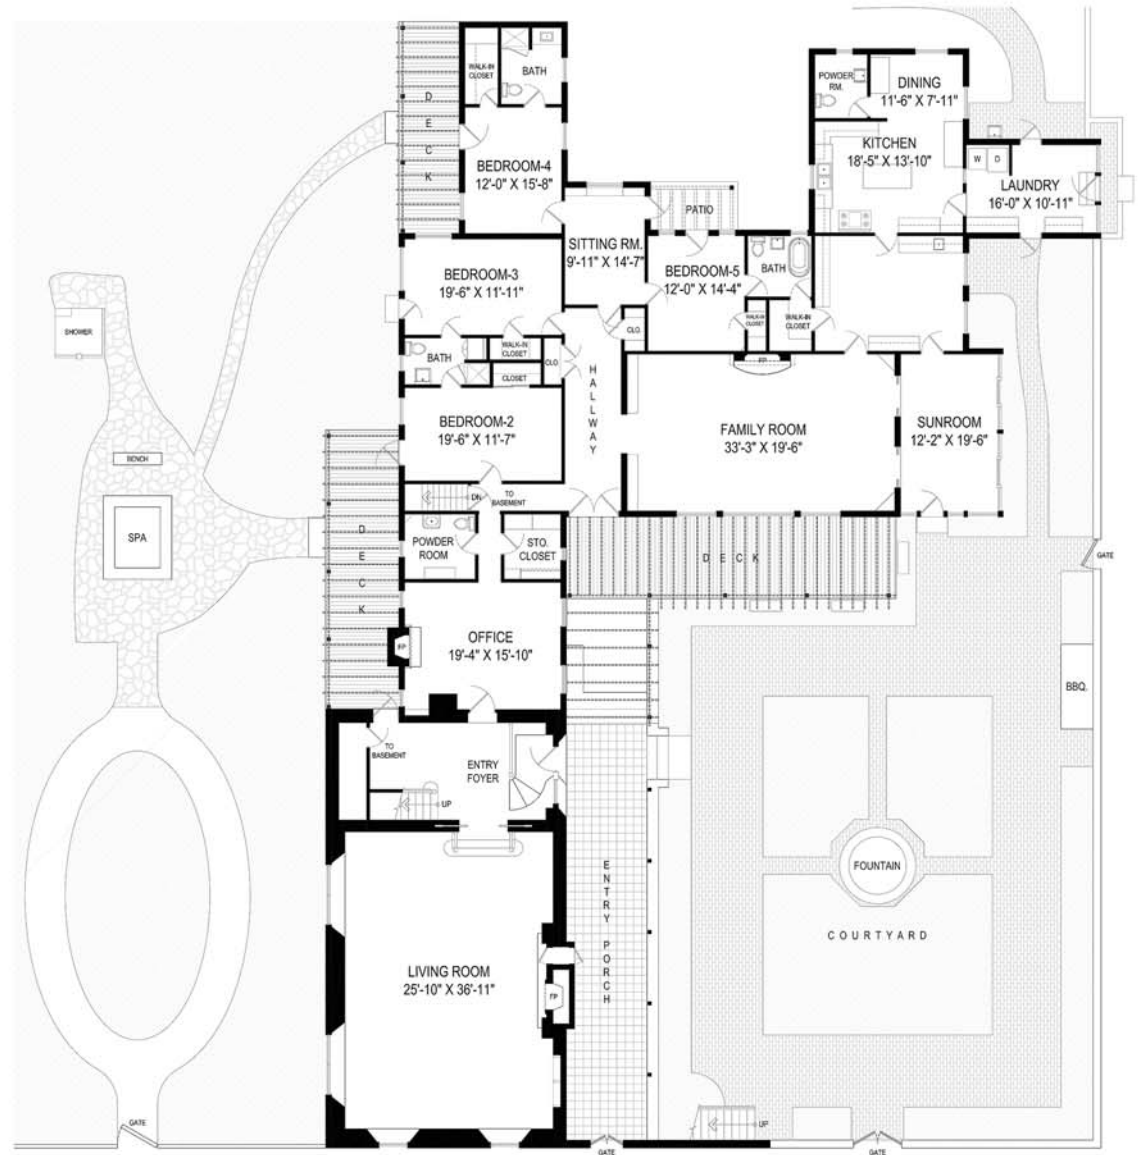 WALK-IN
CLOSET
BATH
D
E
C
K
BEDROOM-4
12'-0" X 15'-8"
POWDER
RM.
DINING
11'-6" X 7'-11"
KITCHEN
18'-5" X 13'-10"
W
D
LAUNDRY
16'-0" X 10'-11"
PATIO
SITTING RM.
9'-11" X 14'-7"
BEDROOM-3
19'-6" X 11'-11"
BEDROOM-5
12'-0" X 14'-4"
BATH
WALK-IN
CLOSET
WALK-IN
CLOSET
CLO.
SHOWER
BATH
WALK-IN
CLOSET
CLO.
CLOSET
FP
H
A
L
L
W
A
Y
BEDROOM-2
19'-6" X 11'-7"
FAMILY ROOM
33'-3" X 19'-6"
SUNROOM
12'-2" X 19'-6"
BENCH
SPA
DN
TO
BASEMENT
POWDER
ROOM
STO.
CLOSET
D
E
C
K
D E C K
GATE
OFFICE
19'-4" X 15'-10"
FP
BBQ.
TO
BASEMENT
ENTRY
FOYER
UP
FOUNTAIN
COURTYARD
E
N
T
R
Y
P
O
R
C
H
LIVING ROOM
25'-10" X 36'-11"
FP
GATE
UP
GATE
GATE